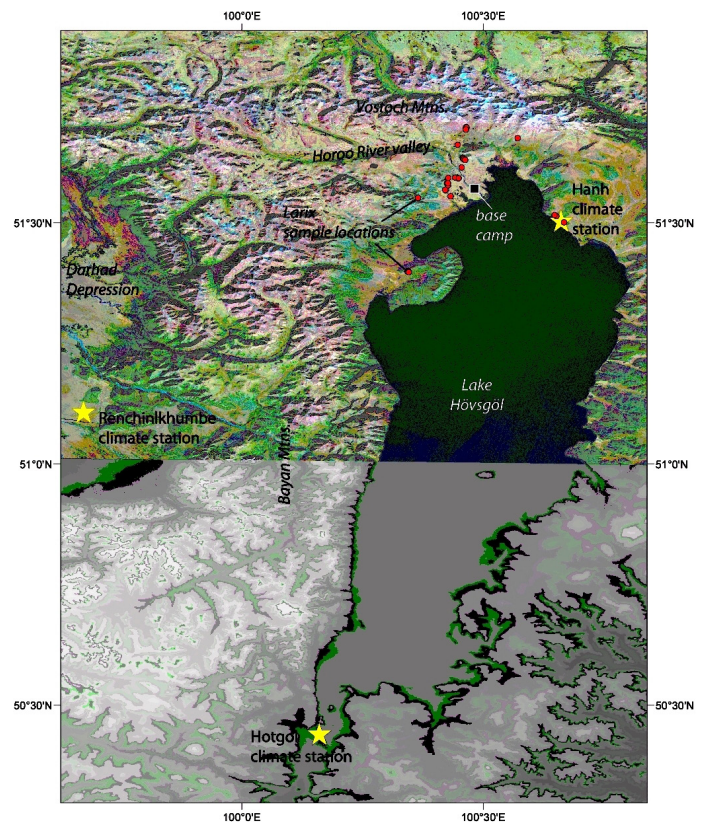 100°0'E
100°30'E
Vostoch Mtns.
Horoo River valley
51°30'N
Larix
sample locations
base
camp
Hanh
climate
station
51°30'N
Darhad
Depression
Lake
Hövsgöl
Renchinlkhumbe
climate station
Bayan Mtns.
51°0'N
51°0'N
50°30'N
50°30'N
Hotgol
climate station
100°0'E
100°30'E